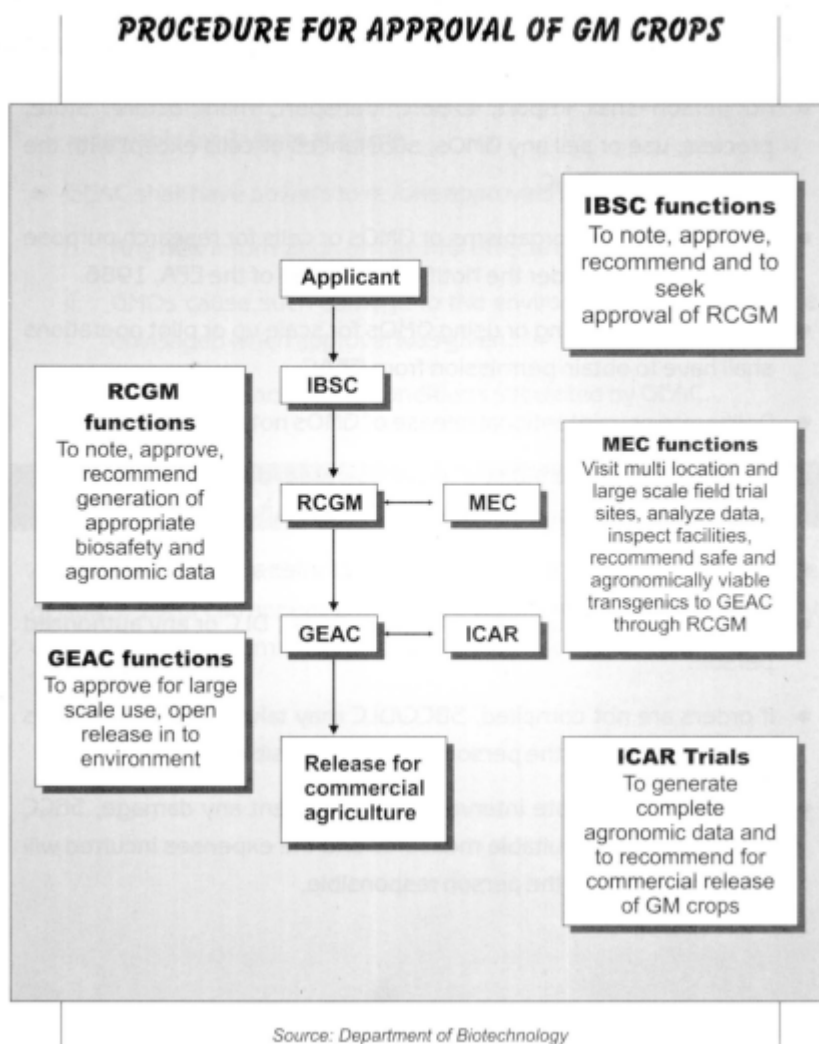 PROCEDURE FOR APPROVAL OF GM CROPS
IBSC functions
To note, approve,
recommend and to
seek
approval of RCGM
Applicant
IBSC
RCGM
functions
To note, approve,
recommend
generation of
appropriate
biosafety and
agronomic data
MEC functions
Visit multi location and
large scale field trial
sites, analyze data,
inspect facilities,
recommend safe and
agronomically viable
transgenics to GEAC
through RCGM
RCGM
MEC
GEAC
ICAR
GEAC functions
To approve for large
scale use, open
release in to
environment
Release for
commercial
agriculture
ICAR Trials
To generate
complete
agronomic data and
to recommend for
commercial release
of GM crops
Source: Department of Biotechnology